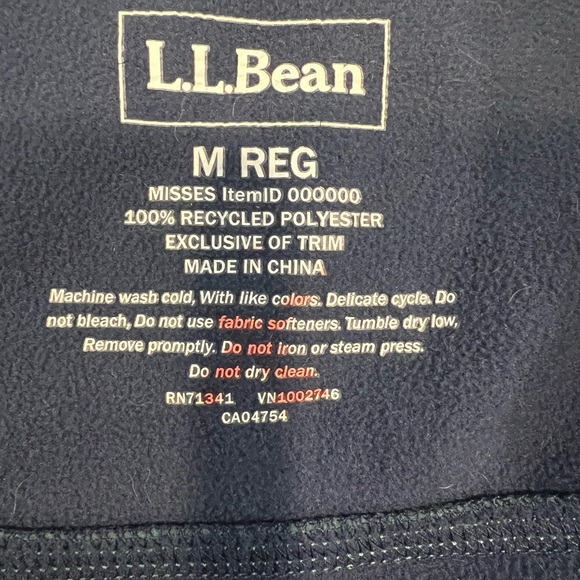 L.L.Bean
M REG
MISSES ItemID 000000
100% RECYCLED POLYESTER
EXCLUSIVE OF TRIM
MADE IN CHINA
Machine wash cold, With like colors. Delicate cycle. Do
not bleach, Do not use fabric softeners. Tumble dry low,
Remove promptly. Do not iron or steam press.
Do not dry clean.
RN71341 VN1002746
CA04754